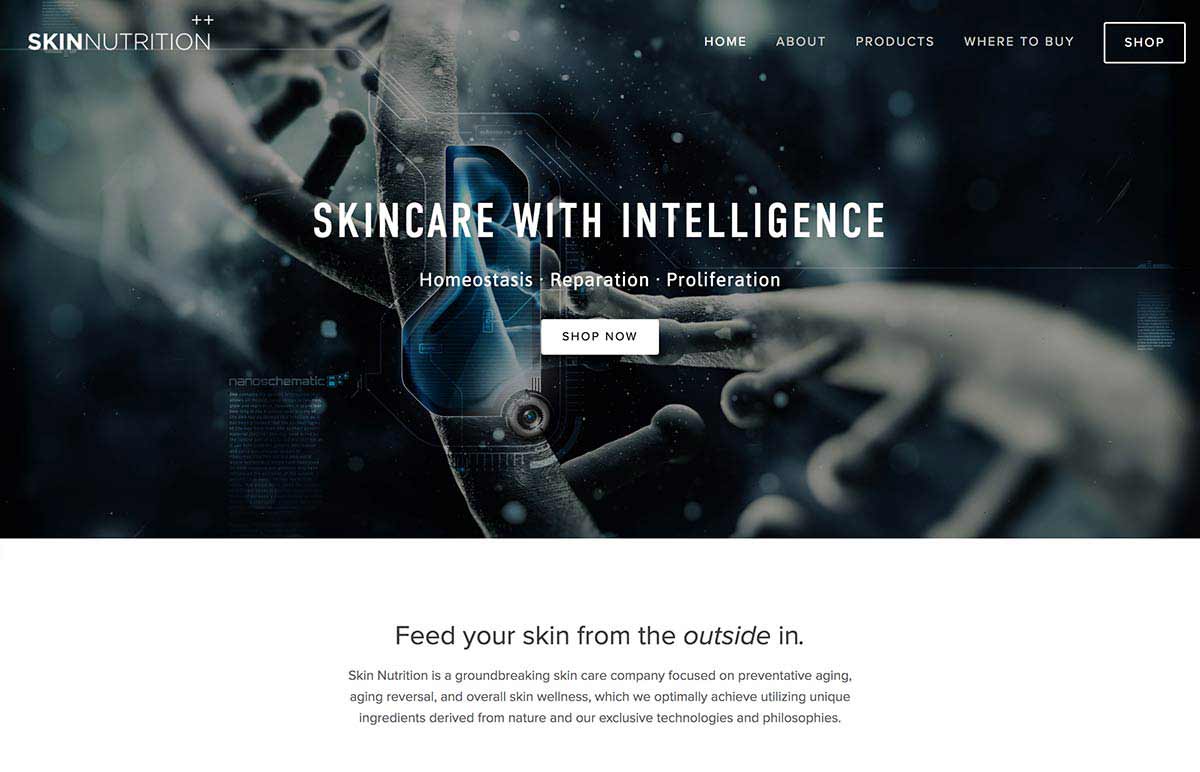 ++
SKINNUTRITION
HOME
ABOUT
PRODUCTS
WHERE TO BUY
SHOP
SKINCARE WITH INTELLIGENCE
Homeostasis · Reparation · Proliferation
SHOP NOW
nanoschematic
Feed your skin from the outside in.
Skin Nutrition is a groundbreaking skin care company focused on preventative aging,
aging reversal, and overall skin wellness, which we optimally achieve utilizing unique
ingredients derived from nature and our exclusive technologies and philosophies.